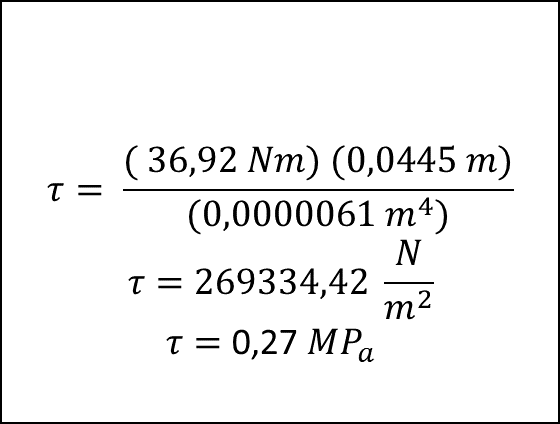 τ = ( 36,92 Nm) (0,0445 m) / (0,0000061 m⁴)
τ = 269334,42 N/m²
τ = 0,27 MPₐ